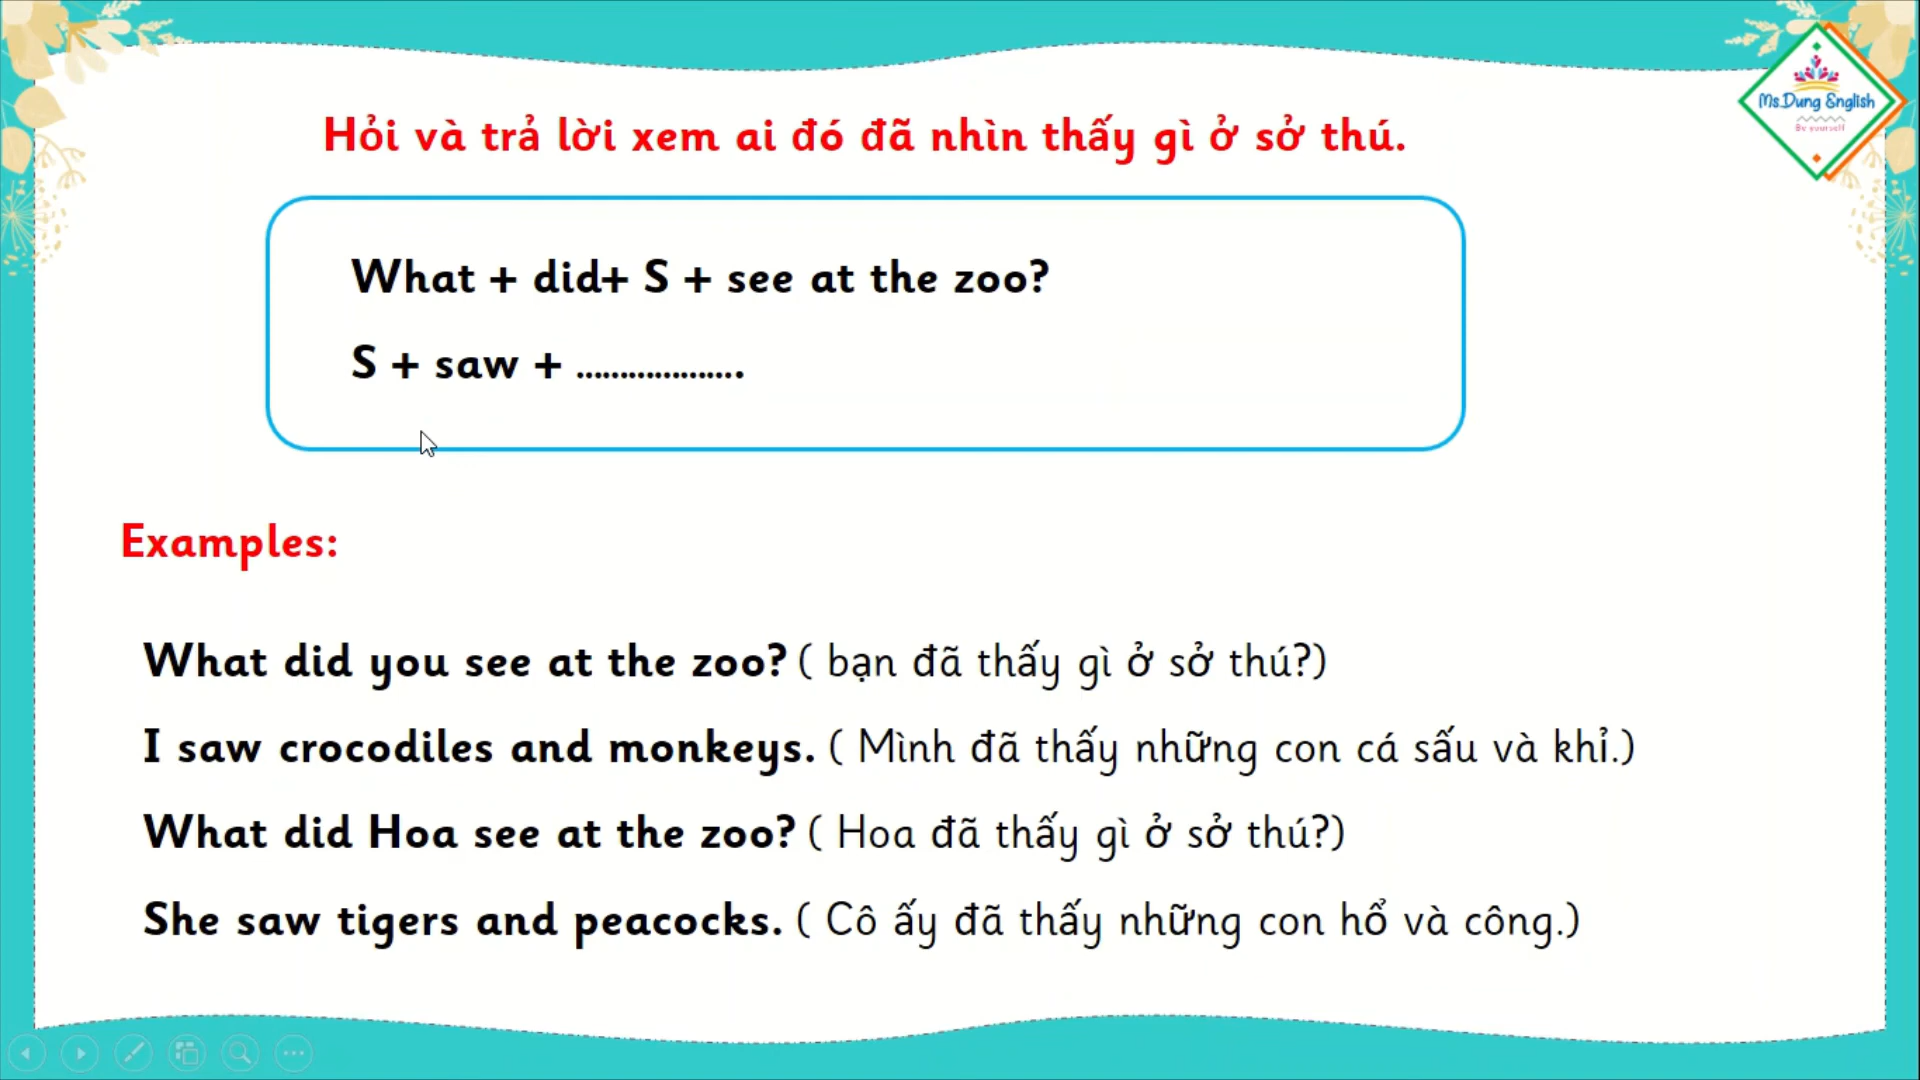 Ms.Dung English
Be yourself
Hỏi và trả lời xem ai đó đã nhìn thấy gì ở sở thú.
What + did+ S + see at the zoo?
S + saw + ...................
Examples:
What did you see at the zoo? ( bạn đã thấy gì ở sở thú?)
I saw crocodiles and monkeys. ( Mình đã thấy những con cá sấu và khỉ.)
What did Hoa see at the zoo? ( Hoa đã thấy gì ở sở thú?)
She saw tigers and peacocks. ( Cô ấy đã thấy những con hổ và công.)